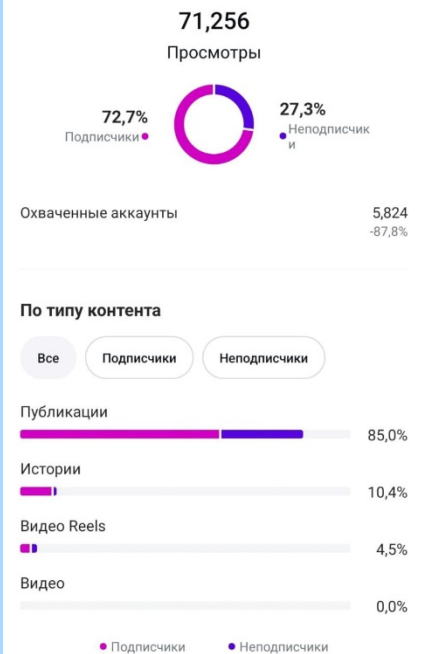 71,256
Просмотры
72,7%
Подписчики
27,3%
Неподписчик
и
Охваченные аккаунты 5,824
-87,8%
По типу контента
Все Подписчики Неподписчики
Публикации
85,0%
Истории
10,4%
Видео Reels
4,5%
Видео
0,0%
Подписчики Неподписчики